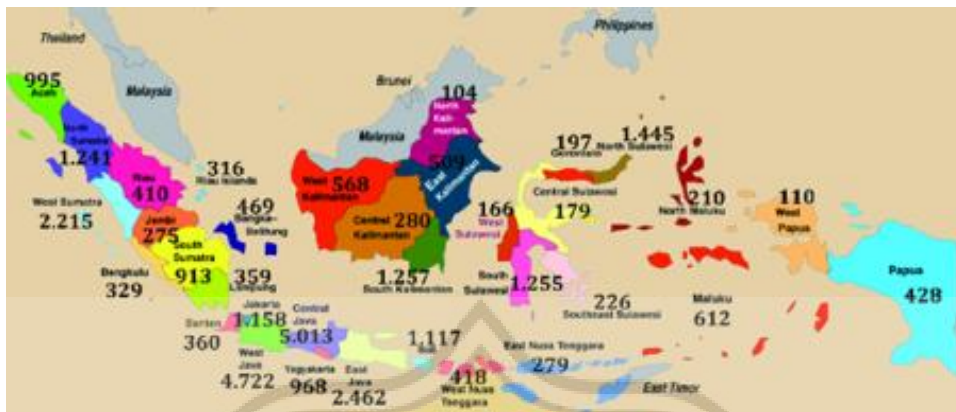 Philippines
Thailand
995
Aceh
Malaysia
Brunei
104
North
Kali-
mantan
Malaysia
North
Sumatra
1.241
316
Riau Islands
Riau
410
509
East
Kalimantan
197
Gorontalo
1.445
North Sulawesi
West
Kalimantan
568
Central
Kalimantan
280
Central Sulawesi
179
210
North Maluku
110
West
Papua
West Sumatra
2.215
469
Bangka-
Belitung
Jambi
275
South
Sumatra
913
166
West
Sulawesi
Papua
428
Bengkulu
329
359
Lampung
1.257
South Kalimantan
South
Sulawesi
1.255
226
Southeast Sulawesi
Maluku
612
Banten
360
Jakarta
1.158
Central
Java
5.013
1.117
Bali
East Nusa Tenggara
279
West
Java
4.722
Yogyakarta
968
East
Java
2.462
418
West Nusa
Tenggara
East Timor